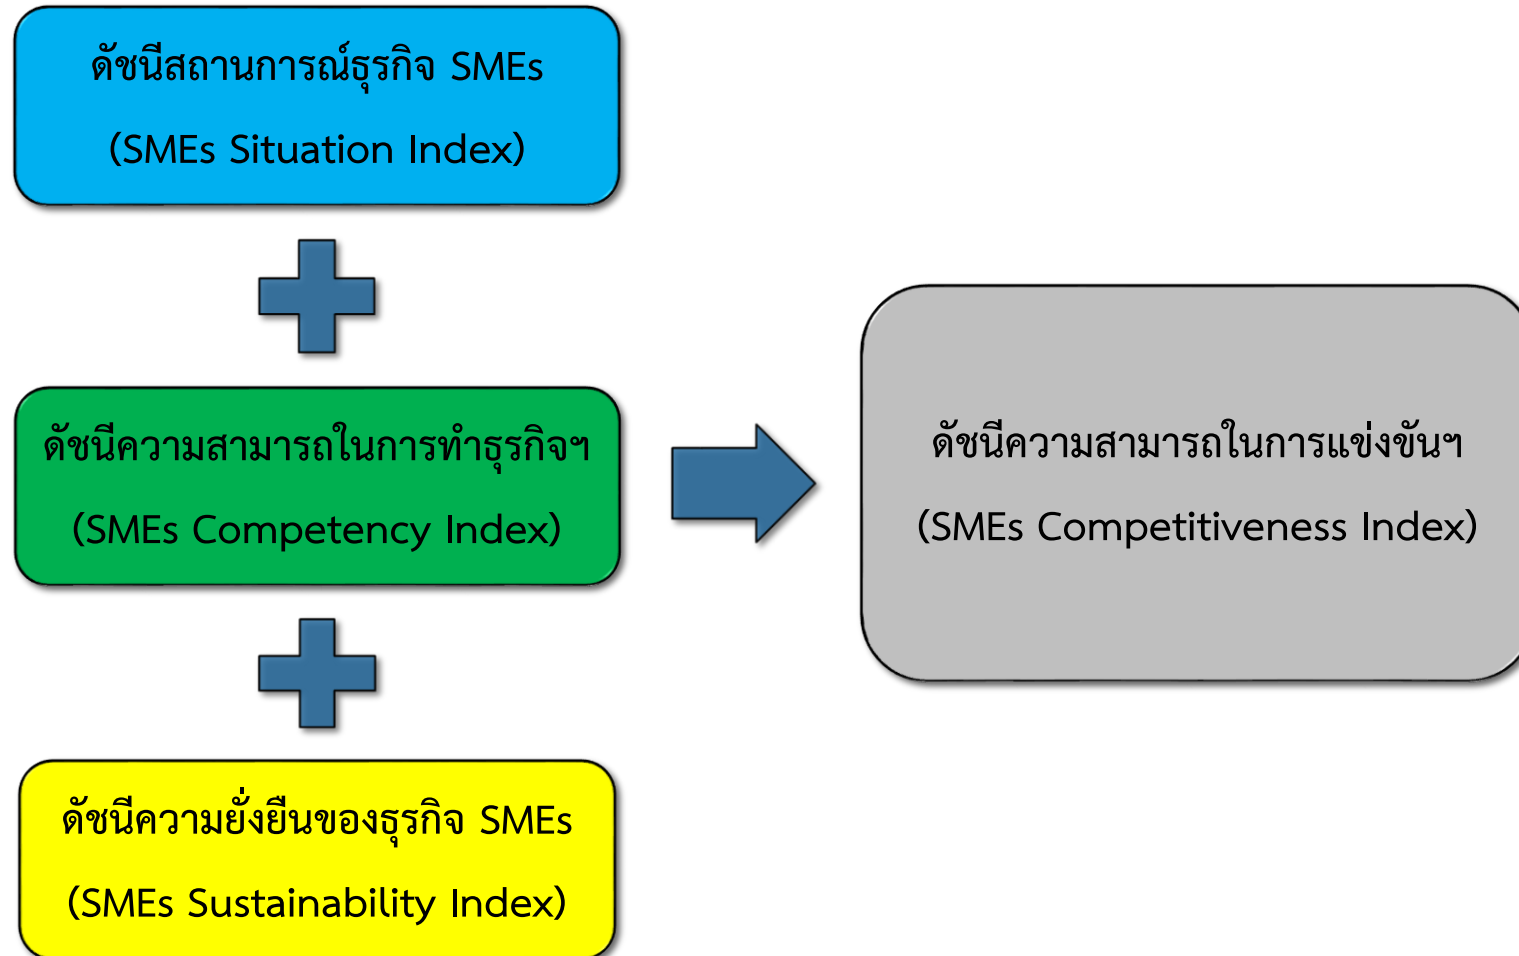 ดัชนีสถานการณ์ธุรกิจ SMEs
(SMEs Situation Index)
ดัชนีความสามารถในการทำธุรกิจฯ
(SMEs Competency Index)
ดัชนีความยั่งยืนของธุรกิจ SMEs
(SMEs Sustainability Index)
ดัชนีความสามารถในการแข่งขันฯ
(SMEs Competitiveness Index)